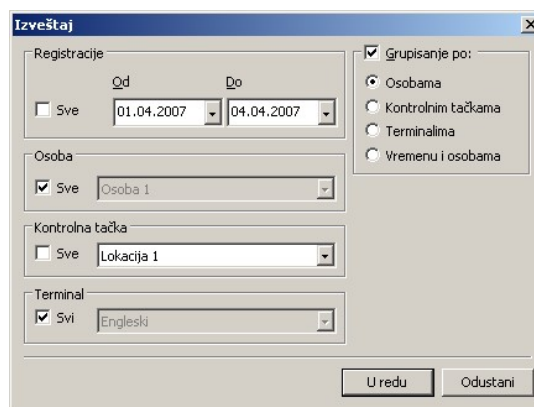 Izveštaj
Registracije
Od Do
Sve 01.04.2007 04.04.2007
Osoba
Sve Osoba 1
Kontrolna tačka
Sve Lokacija 1
Terminal
Svi Engleski
Grupisanje po:
Osobama
Kontrolnim tačkama
Terminalima
Vremenu i osobama
U redu Odustani